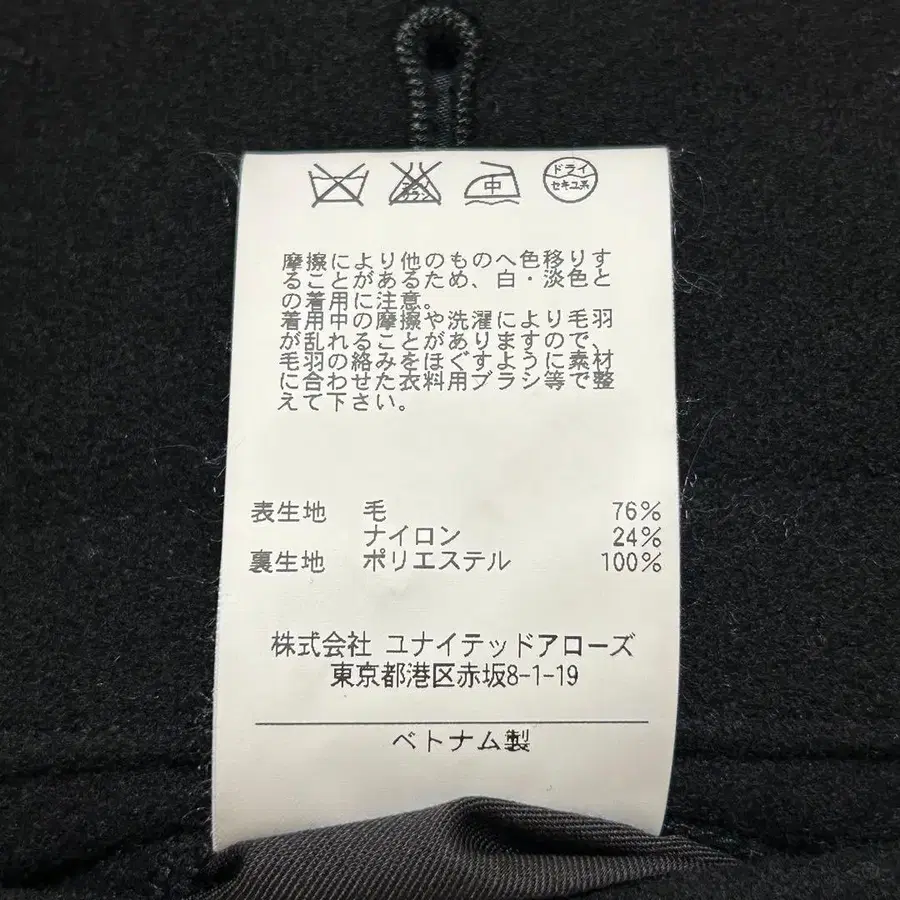 中
ドライ
セキユ系
摩擦により他のものへ色移りす
ることがあるため、白・淡色と
の着用に注意。
着用中の摩擦や洗濯により毛羽
が乱れることがありますので、
毛羽の絡みをほぐすように素材
に合わせた衣料用ブラシ等で整
えて下さい。
表生地 毛 76%
ナイロン 24%
裏生地 ポリエステル 100%
株式会社 ユナイテッドアローズ
東京都港区赤坂8-1-19
ベトナム製